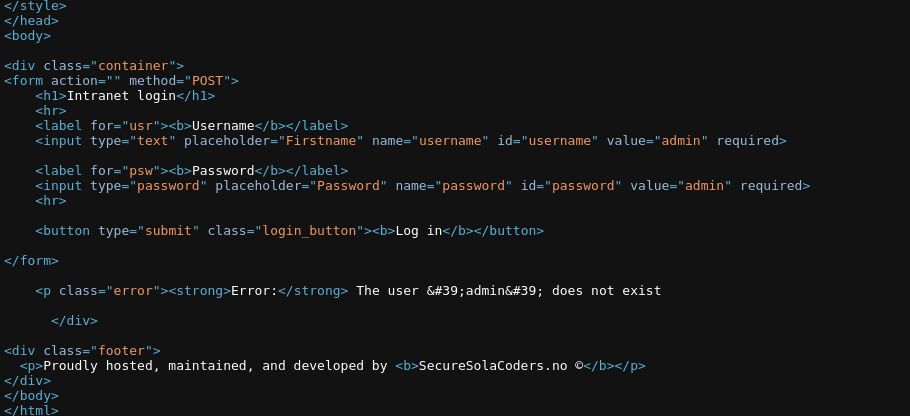 </style>
</head>
<body>
<div class="container">
<form action="" method="POST">
<h1>Intranet login</h1>
<hr>
<label for="usr"><b>Username</b></label>
<input type="text" placeholder="Firstname" name="username" id="username" value="admin" required>
<label for="psw"><b>Password</b></label>
<input type="password" placeholder="Password" name="password" id="password" value="admin" required>
<hr>
<button type="submit" class="login_button"><b>Log in</b></button>
</form>
<p class="error"><strong>Error:</strong> The user &#39;admin&#39; does not exist
</div>
<div class="footer">
<p>Proudly hosted, maintained, and developed by <b>SecureSolaCoders.no ©</b></p>
</div>
</body>
</html>